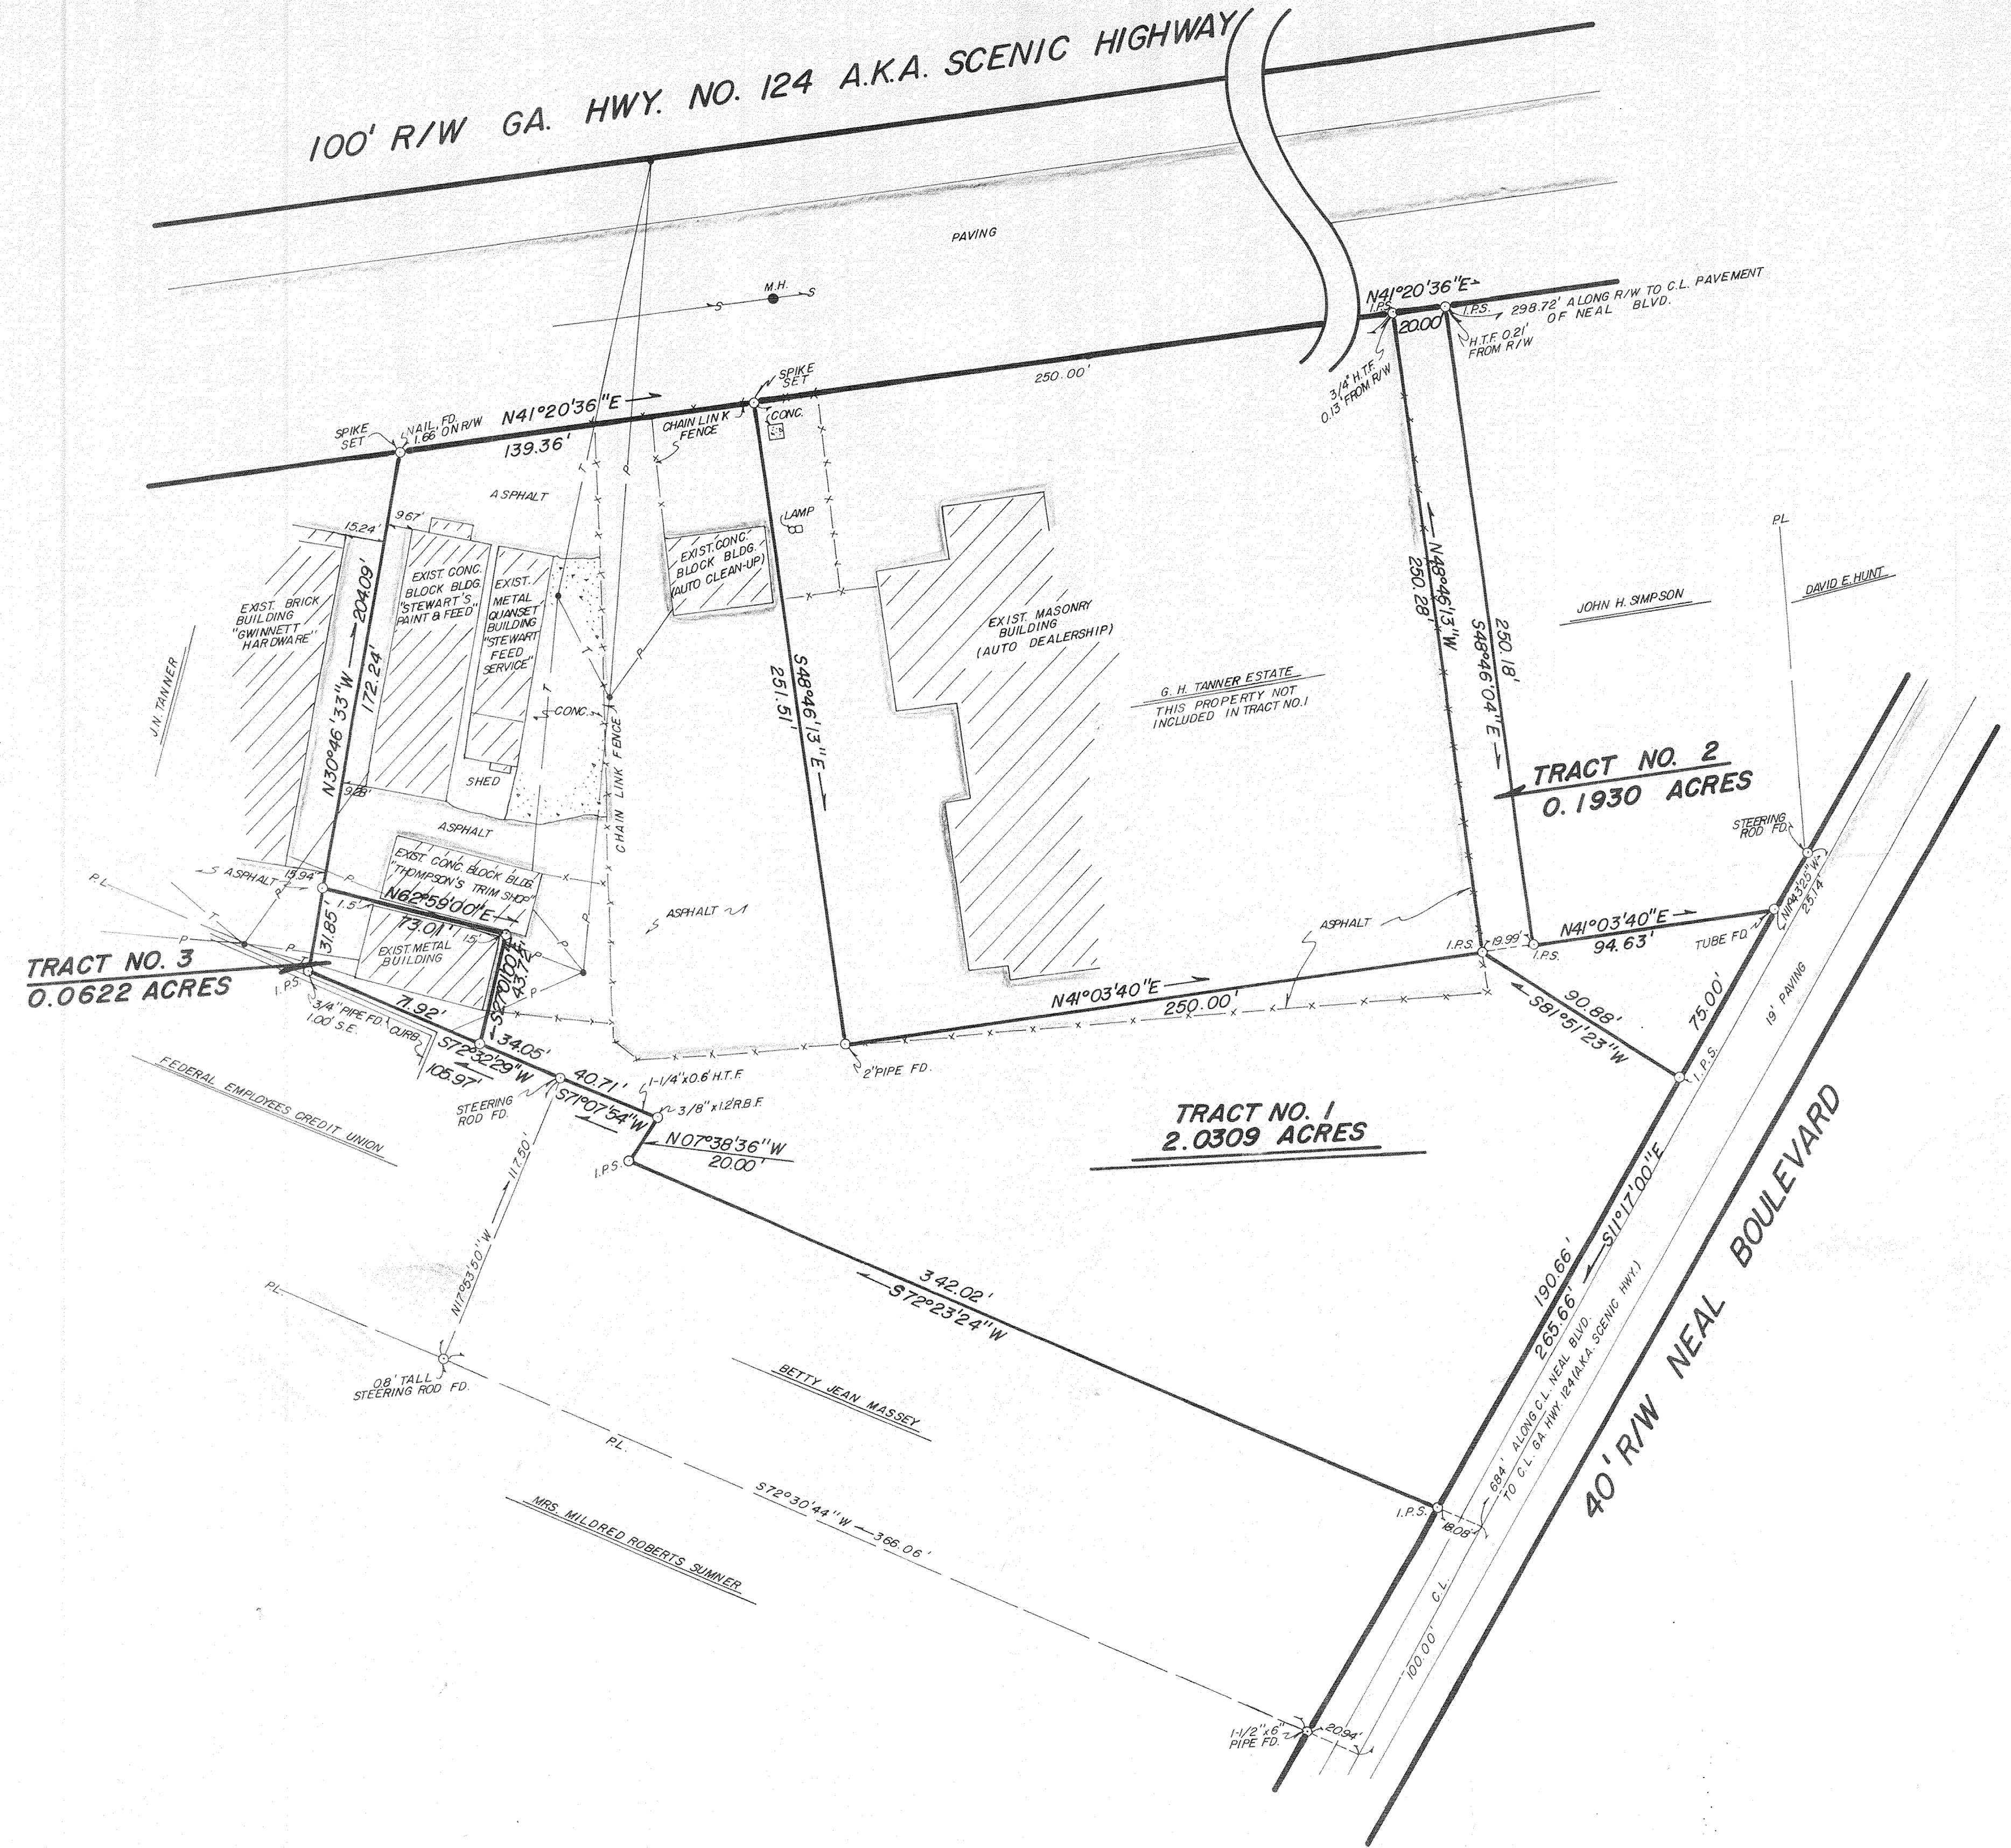 100' R/W GA. HWY. NO. 124 A.K.A. SCENIC HIGHWAY
PAVING
M.H.
S
S
N41°20'36"E
I.P.S.
20.00'
I.P.S.
298.72' ALONG R/W TO C.L. PAVEMENT
OF NEAL BLVD.
H.T.F. 0.21'
FROM R/W
3/4" H.T.F.
0.13' FROM R/W
250.00'
SPIKE
SET
CONC.
CHAIN LINK
FENCE
N41°20'36"E
139.36'
SPIKE
SET
NAIL FD.
1.66' ON R/W
ASPHALT
15.24'
9.67'
LAMP
EXIST. CONC.
BLOCK BLDG.
(AUTO CLEAN-UP)
EXIST. BRICK
BUILDING
"GWINNETT
HARDWARE"
EXIST. CONC.
BLOCK BLDG.
"STEWART'S
PAINT & FEED"
EXIST.
METAL
QUANSET
BUILDING
"STEWART
FEED
SERVICE"
N30°46'33"W 204.09'
172.24'
J.N. TANNER
CONC.
SHED
CHAIN LINK FENCE
S48°46'13"E
251.51'
EXIST. MASONRY
BUILDING
(AUTO DEALERSHIP)
G. H. TANNER ESTATE
THIS PROPERTY NOT
INCLUDED IN TRACT NO.1
N48°46'13"W
250.28'
250.18'
S48°46'04"E
JOHN H. SIMPSON
P.L.
DAVID E. HUNT
TRACT NO. 2
0.1930 ACRES
STEERING
ROD FD.
25.14'
ASPHALT
EXIST. CONC. BLOCK BLDG.
"THOMPSON'S TRIM SHOP"
ASPHALT
15.94'
P.L.
N62°59'00"E
73.01'
1.5'
1.5'
31.85'
EXIST. METAL
BUILDING
S27°01'00"E
43.72'
TRACT NO. 3
0.0622 ACRES
I.P.S.
3/4" PIPE FD.
1.00' S.E.
CURB
71.92'
34.05'
S72°32'29"W
105.97'
ASPHALT
ASPHALT
N41°03'40"E
250.00'
2" PIPE FD.
I.P.S.
19.99'
I.P.S.
N41°03'40"E
94.63'
TUBE FD.
90.88'
S81°51'23"W
75.00'
19' PAVING
I.P.S.
FEDERAL EMPLOYEES CREDIT UNION
STEERING
ROD FD.
40.71'
S71°07'54"W
1-1/4"x0.6' H.T.F.
3/8"x1.2' R.B.F.
N07°38'36"W
20.00'
I.P.S.
TRACT NO. 1
2.0309 ACRES
N17°53'50"W 117.50'
342.02'
S72°23'24"W
190.66'
265.66' S11°17'00"E
684' ALONG C.L. NEAL BLVD.
TO C.L. GA. HWY. 124 (A.K.A. SCENIC HWY.)
40' R/W NEAL BOULEVARD
P.L.
0.8' TALL
STEERING ROD FD.
BETTY JEAN MASSEY
P.L.
S72°30'44"W 366.06'
MRS. MILDRED ROBERTS SUMNER
I.P.S.
18.08'
C.L.
100.00'
1-1/2"x6"
PIPE FD.
20.94'